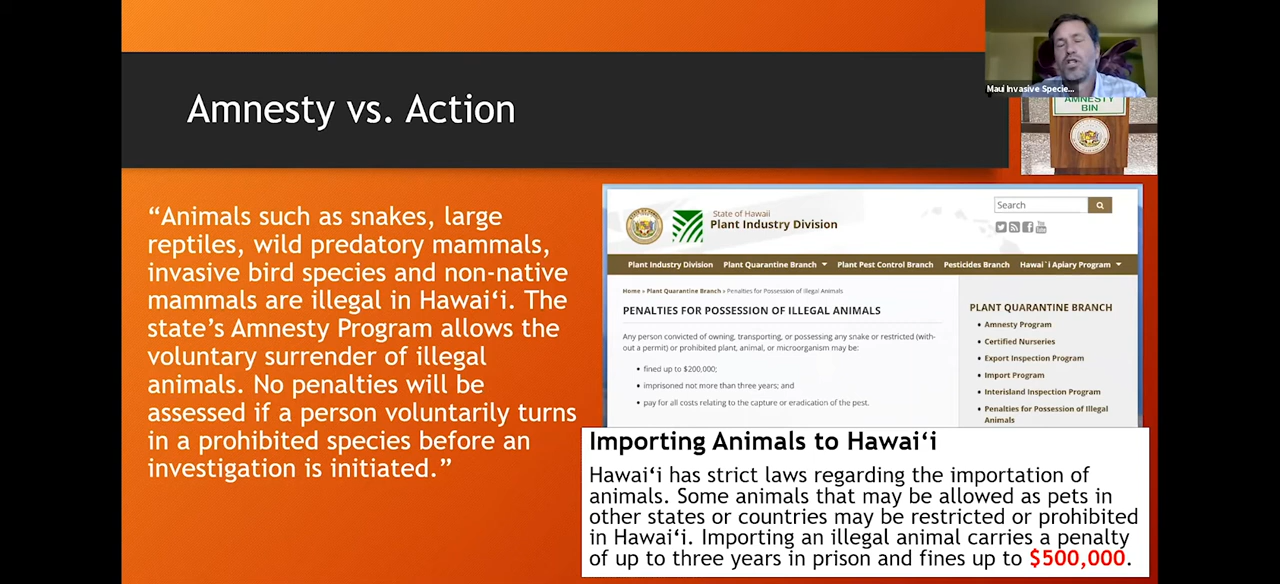 Maui Invasive Specie...
AMNESTY
BIN
Amnesty vs. Action
“Animals such as snakes, large
reptiles, wild predatory mammals,
invasive bird species and non-native
mammals are illegal in Hawai‘i. The
state’s Amnesty Program allows the
voluntary surrender of illegal
animals. No penalties will be
assessed if a person voluntarily turns
in a prohibited species before an
investigation is initiated.”
Search
State of Hawaii
Plant Industry Division
Plant Industry Division Plant Quarantine Branch Plant Pest Control Branch Pesticides Branch Hawai`i Apiary Program
Home » Plant Quarantine Branch » Penalties for Possession of Illegal Animals
PENALTIES FOR POSSESSION OF ILLEGAL ANIMALS
Any person convicted of owning, transporting, or possessing any snake or restricted (with-
out a permit) or prohibited plant, animal, or microorganism may be:
• fined up to $200,000;
• imprisoned not more than three years; and
• pay for all costs relating to the capture or eradication of the pest.
PLANT QUARANTINE BRANCH
• Amnesty Program
• Certified Nurseries
• Export Inspection Program
• Import Program
• Interisland Inspection Program
• Penalties for Possession of Illegal
Animals
Importing Animals to Hawai‘i
Hawai‘i has strict laws regarding the importation of
animals. Some animals that may be allowed as pets in
other states or countries may be restricted or prohibited
in Hawai‘i. Importing an illegal animal carries a penalty
of up to three years in prison and fines up to $500,000.